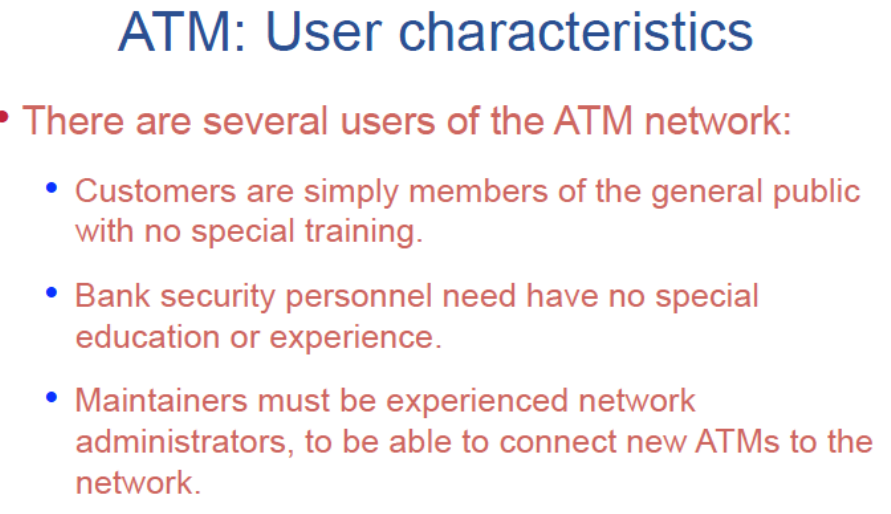 ATM: User characteristics
• There are several users of the ATM network:
• Customers are simply members of the general public
with no special training.
• Bank security personnel need have no special
education or experience.
• Maintainers must be experienced network
administrators, to be able to connect new ATMs to the
network.